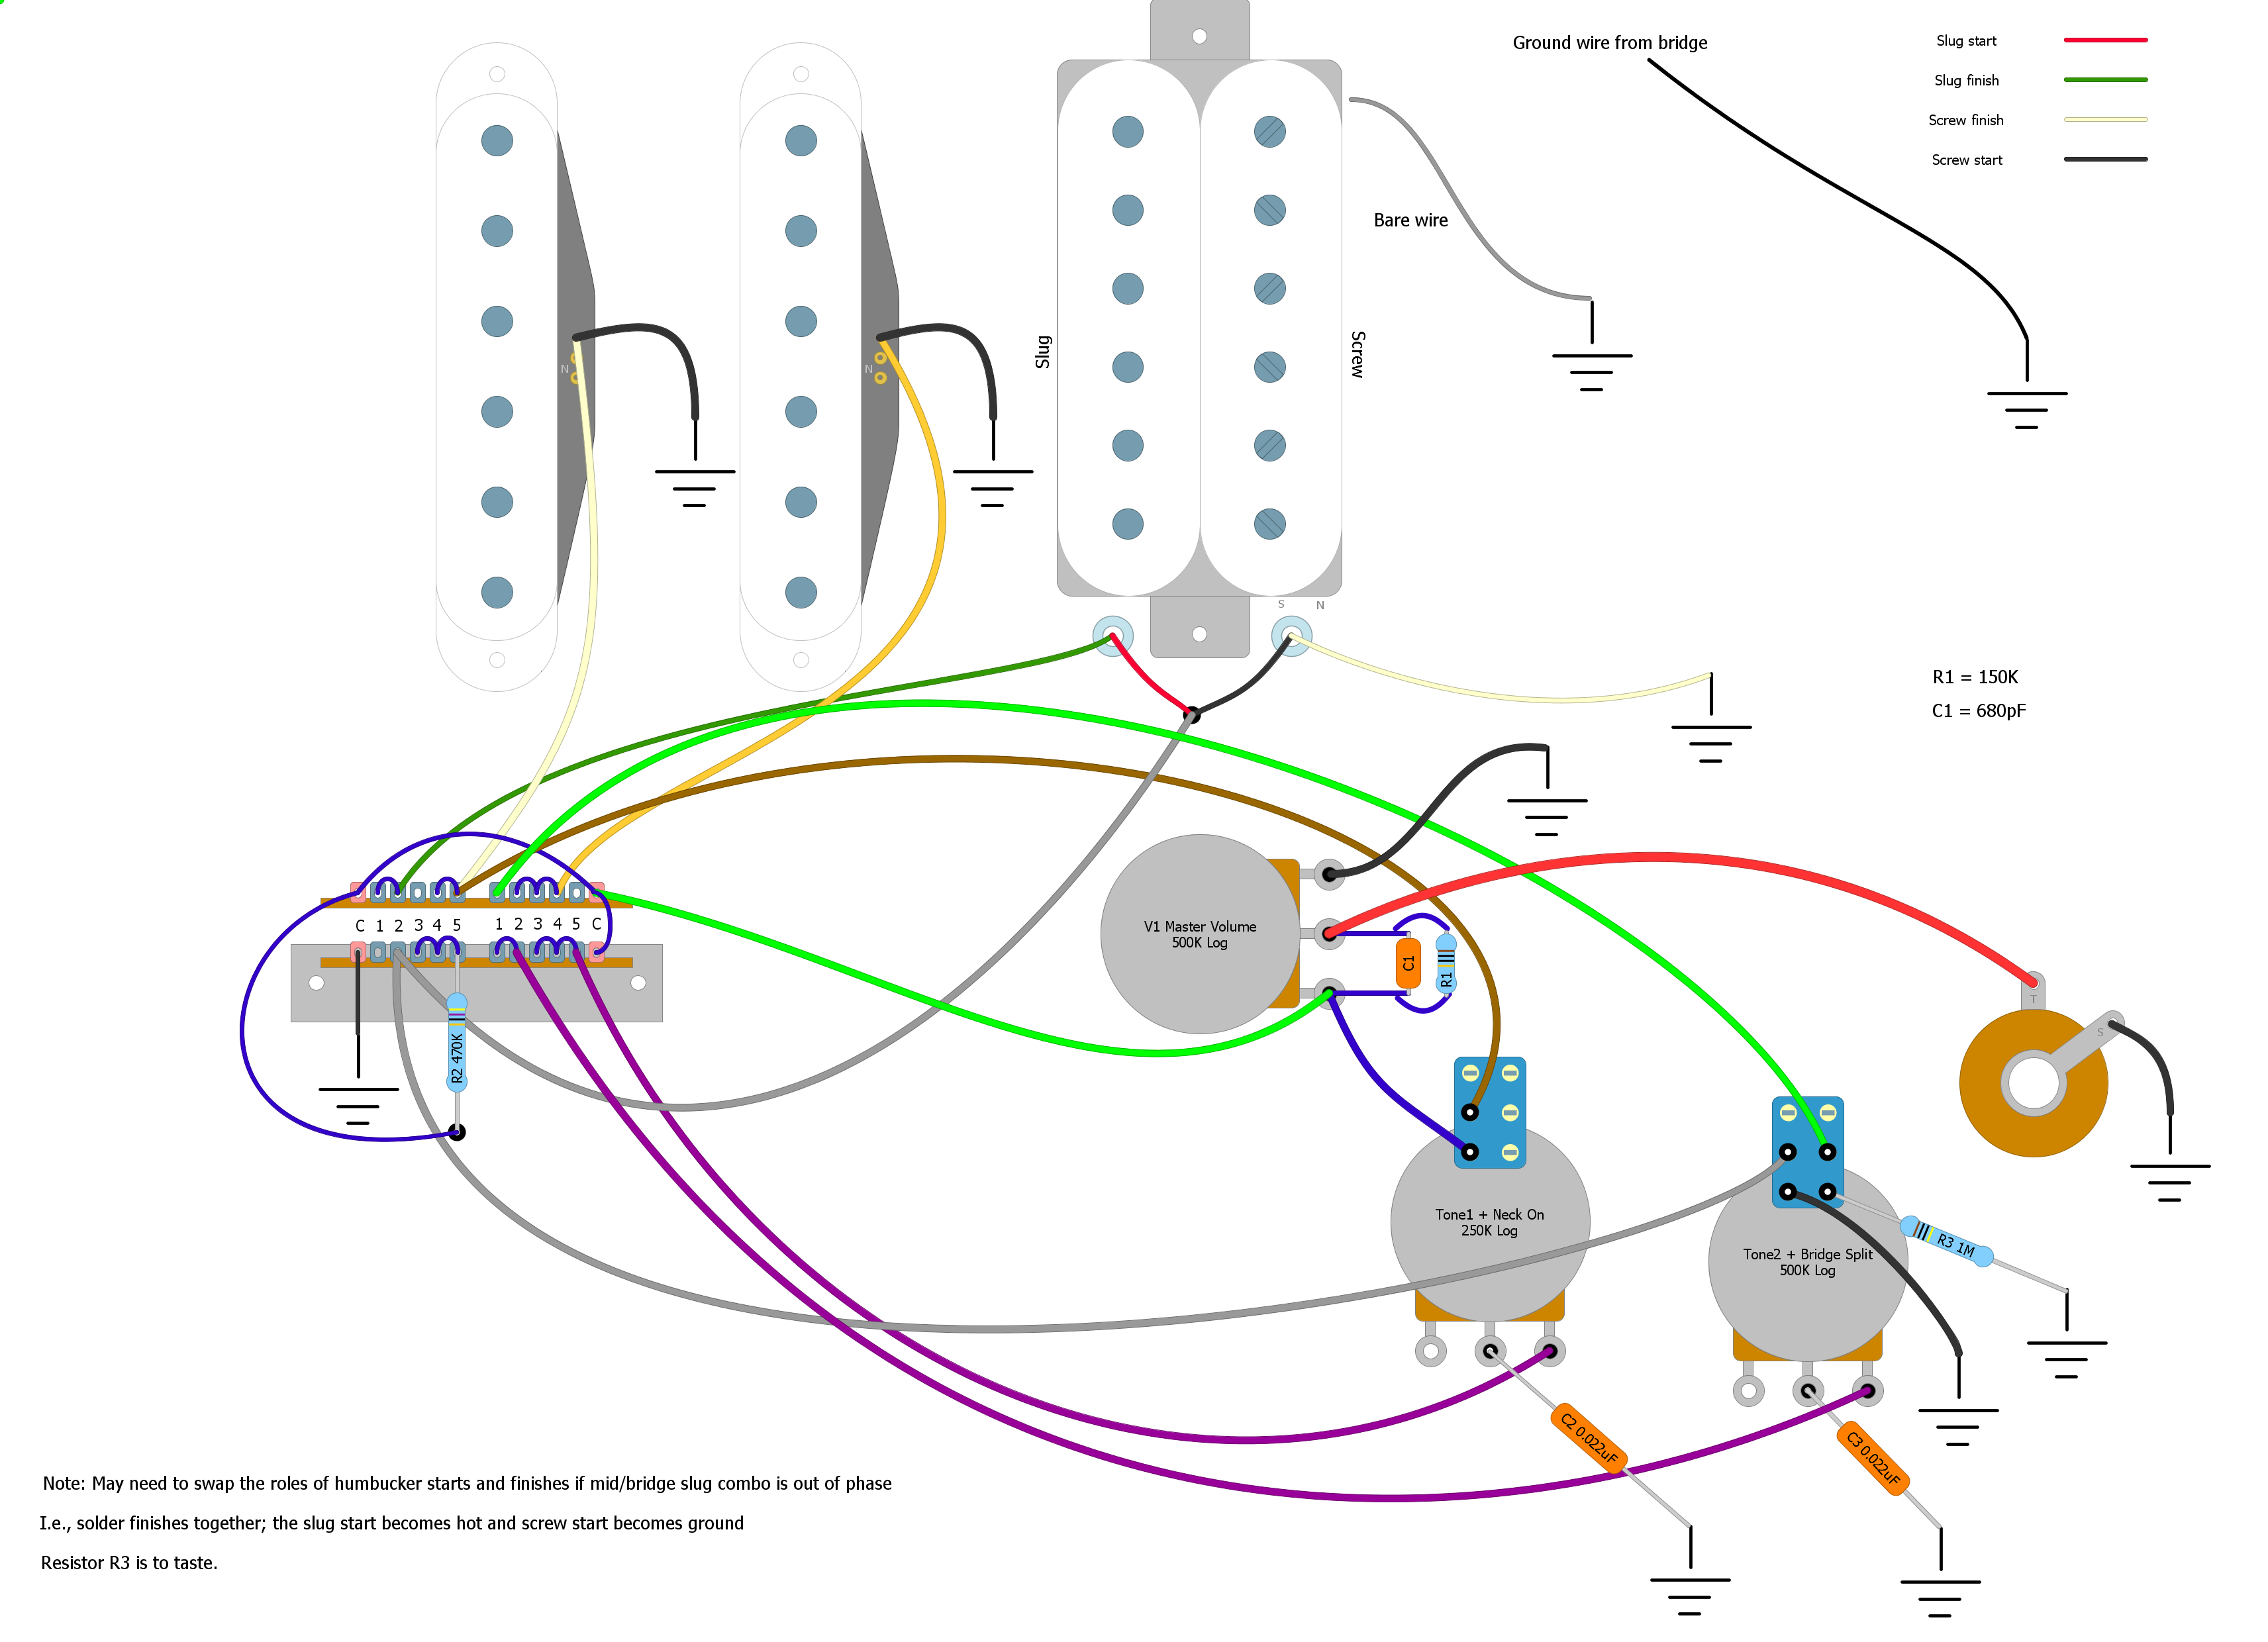 Ground wire from bridge
Slug start
Slug finish
Screw finish
Screw start
Bare wire
Slug
Screw
N
N
S N
R1 = 150K
C1 = 680pF
C 1 2 3 4 5 1 2 3 4 5 C
V1 Master Volume
500K Log
C1
R1
T
S
R2 470K
Tone1 + Neck On
250K Log
Tone2 + Bridge Split
500K Log
R3 1M
C2 0.022uF
C3 0.022uF
Note: May need to swap the roles of humbucker starts and finishes if mid/bridge slug combo is out of phase
I.e., solder finishes together; the slug start becomes hot and screw start becomes ground
Resistor R3 is to taste.